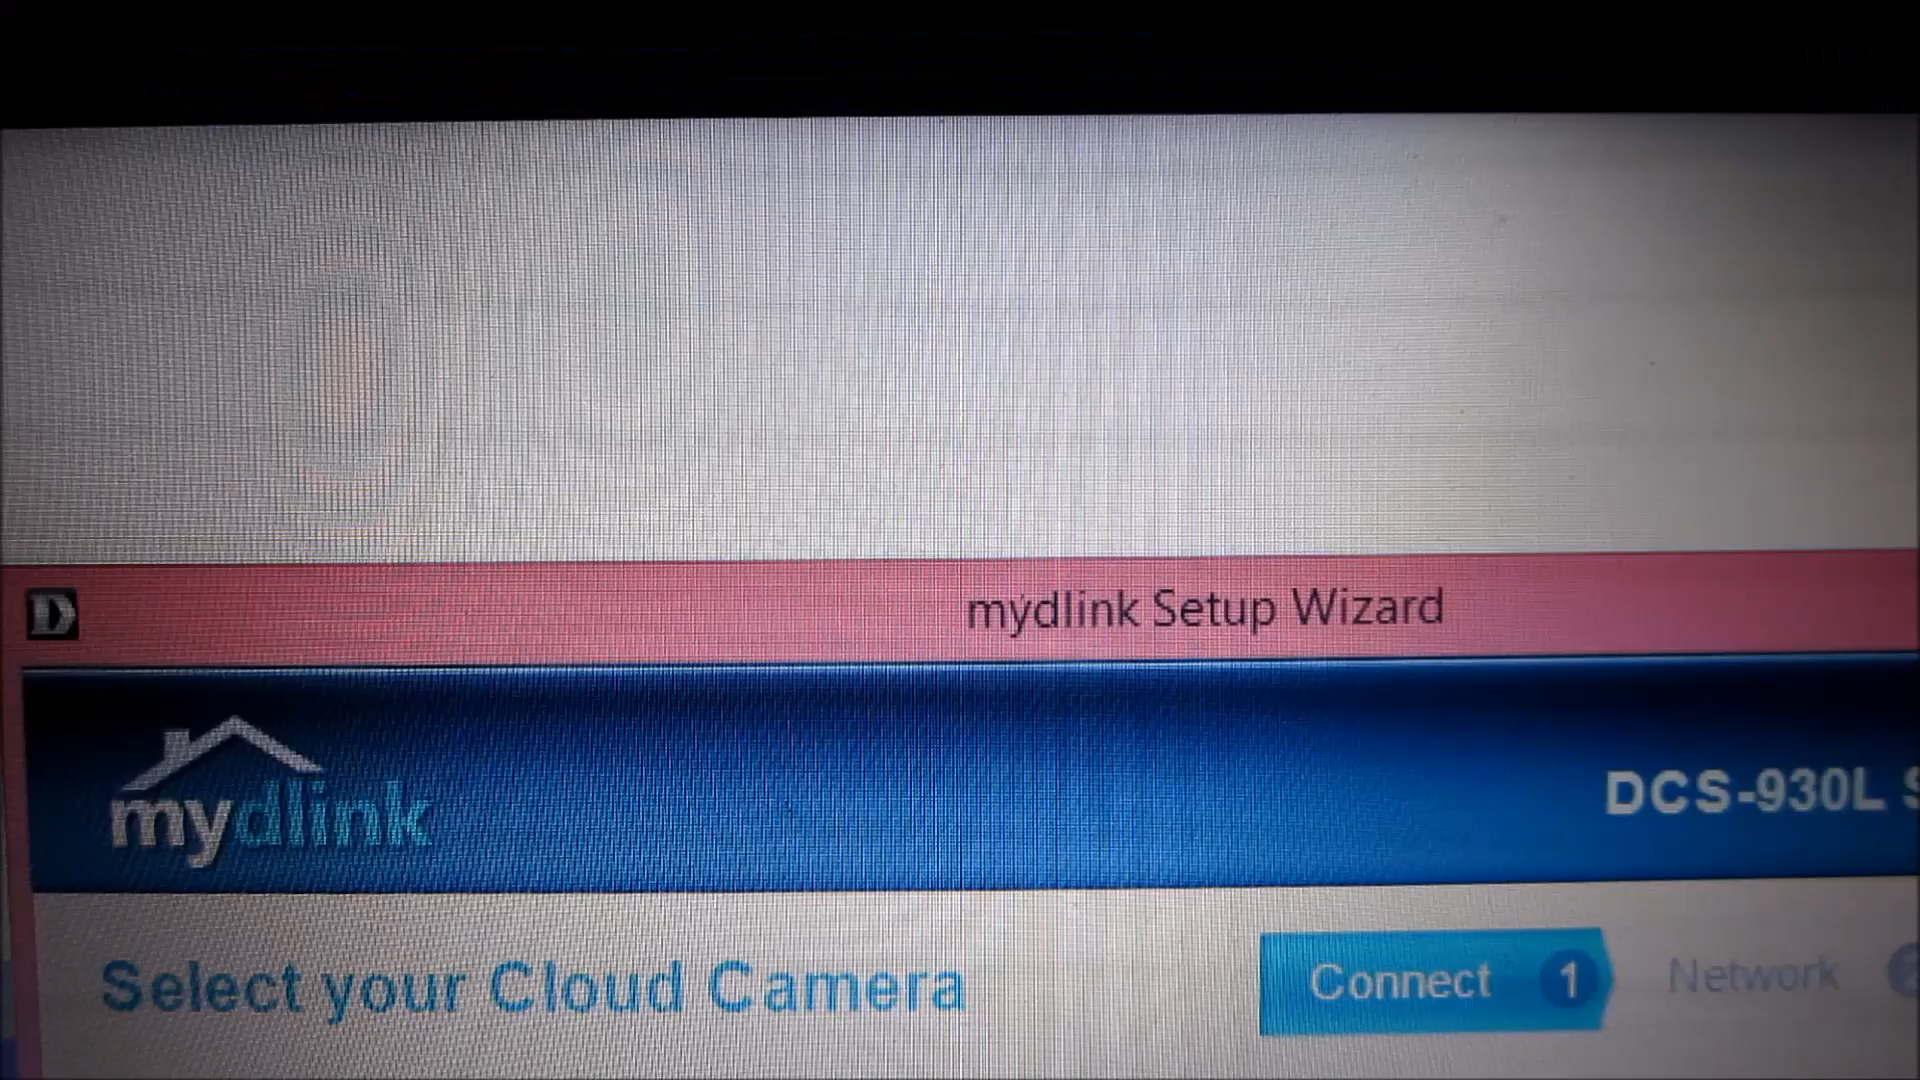 D
mydlink Setup Wizard
mydlink
DCS-930L
Select your Cloud Camera
Connect 1 Network